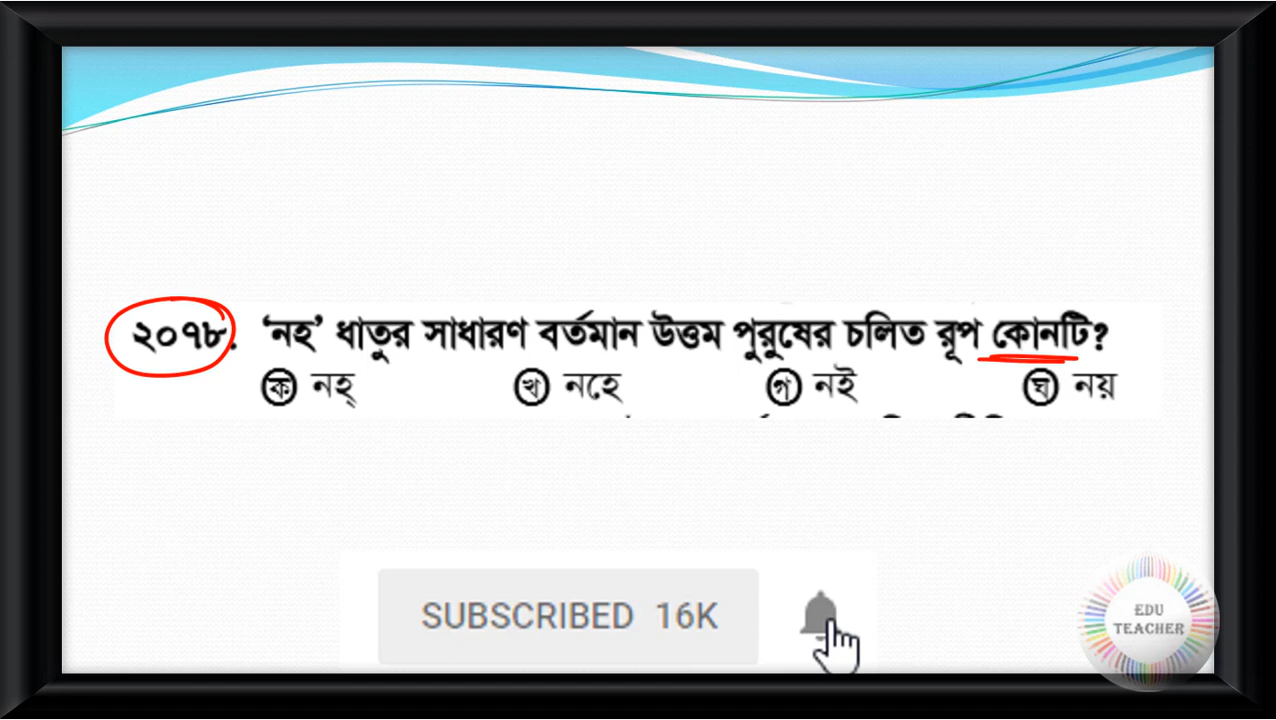 ২০৭৮. ‘নহ’ ধাতুর সাধারণ বর্তমান উত্তম পুরুষের চলিত রূপ কোনটি?
ক নহ্ খ নহে গ নই ঘ নয়
SUBSCRIBED 16K
EDU
TEACHER